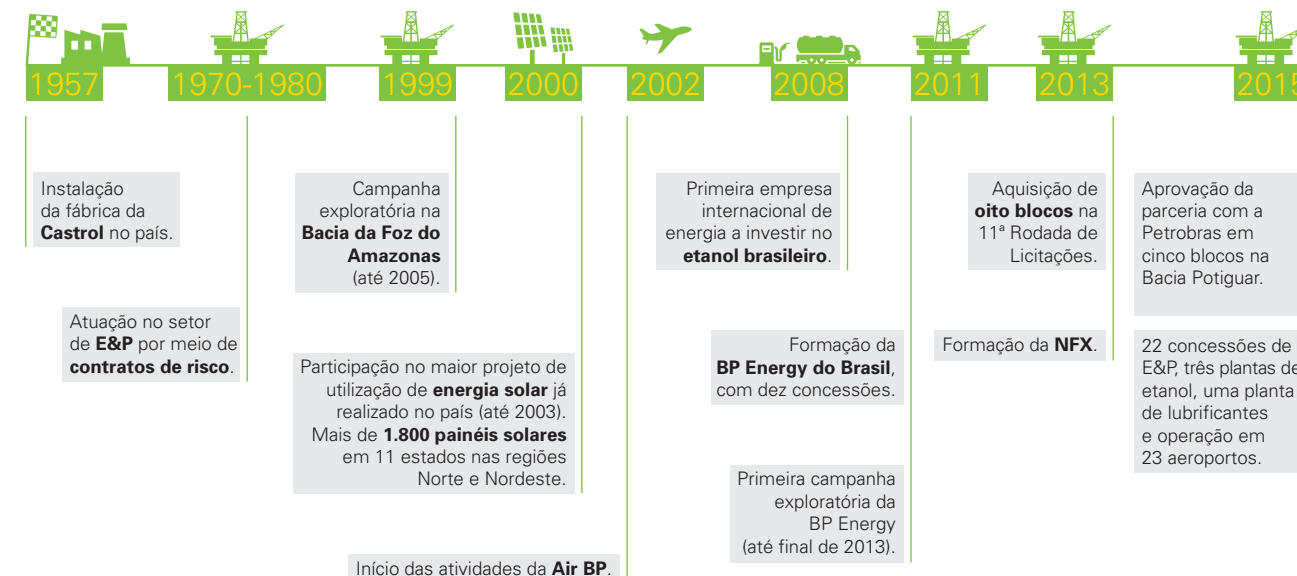 1957
1970-1980
1999
2000
2002
2008
2011
2013
2015
Instalação
da fábrica da
Castrol no país.
Atuação no setor
de E&P por meio de
contratos de risco.
Campanha
exploratória na
Bacia da Foz do
Amazonas
(até 2005).
Participação no maior projeto de
utilização de energia solar já
realizado no país (até 2003).
Mais de 1.800 painéis solares
em 11 estados nas regiões
Norte e Nordeste.
Início das atividades da Air BP.
Primeira empresa
internacional de
energia a investir no
etanol brasileiro.
Formação da
BP Energy do Brasil,
com dez concessões.
Primeira campanha
exploratória da
BP Energy
(até final de 2013).
Aquisição de
oito blocos na
11ª Rodada de
Licitações.
Formação da NFX.
Aprovação da
parceria com a
Petrobras em
cinco blocos na
Bacia Potiguar.
22 concessões de
E&P, três plantas de
etanol, uma planta
de lubrificantes
e operação em
23 aeroportos.